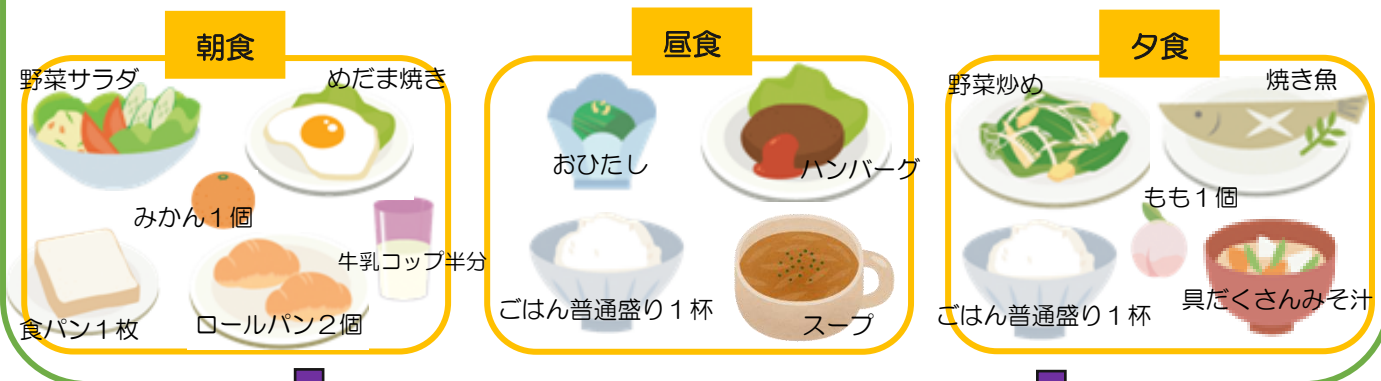 朝食
野菜サラダ
めだま焼き
みかん１個
牛乳コップ半分
食パン１枚
ロールパン２個
昼食
おひたし
ハンバーグ
ごはん普通盛り１杯
スープ
夕食
野菜炒め
焼き魚
もも１個
ごはん普通盛り１杯
具だくさんみそ汁